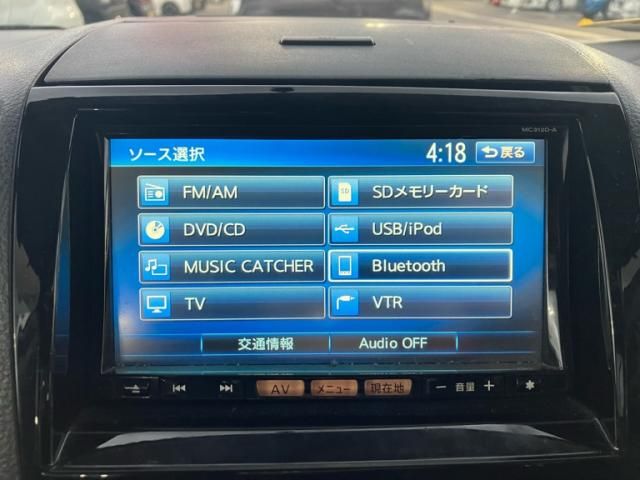 MC312D-A
ソース選択 4:18 戻る
FM/AM SDメモリーカード
DVD/CD USB/iPod
MUSIC CATCHER Bluetooth
TV VTR
交通情報 Audio OFF
AV メニュー 現在地 － 音量 ＋